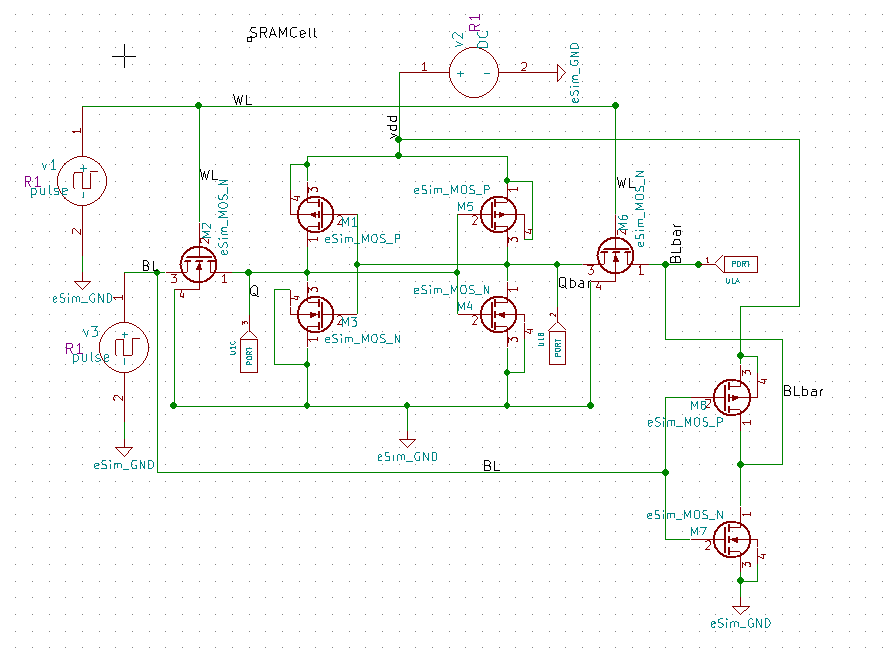 SRAMCell
R1
v2
DC
1
2
eSim_GND
WL
vdd
1
v1
R1
pulse
2
eSim_GND
WL
eSim_MOS_N
M2
2
3
1
4
BL
3
4
2
M1
eSim_MOS_P
1
eSim_MOS_P
M5
1
2
4
3
WL
eSim_MOS_N
M6
2
3
1
4
BLbar
1
PORT
U1A
Q
Qbar
1
v3
R1
pulse
2
eSim_GND
3
U1C
PORT
3
4
2
M3
eSim_MOS_N
1
eSim_MOS_N
M4
1
2
4
3
2
U1B
PORT
eSim_GND
BL
3
4
M8
2
eSim_MOS_P
1
BLbar
eSim_MOS_N
M7
1
2
4
3
eSim_GND